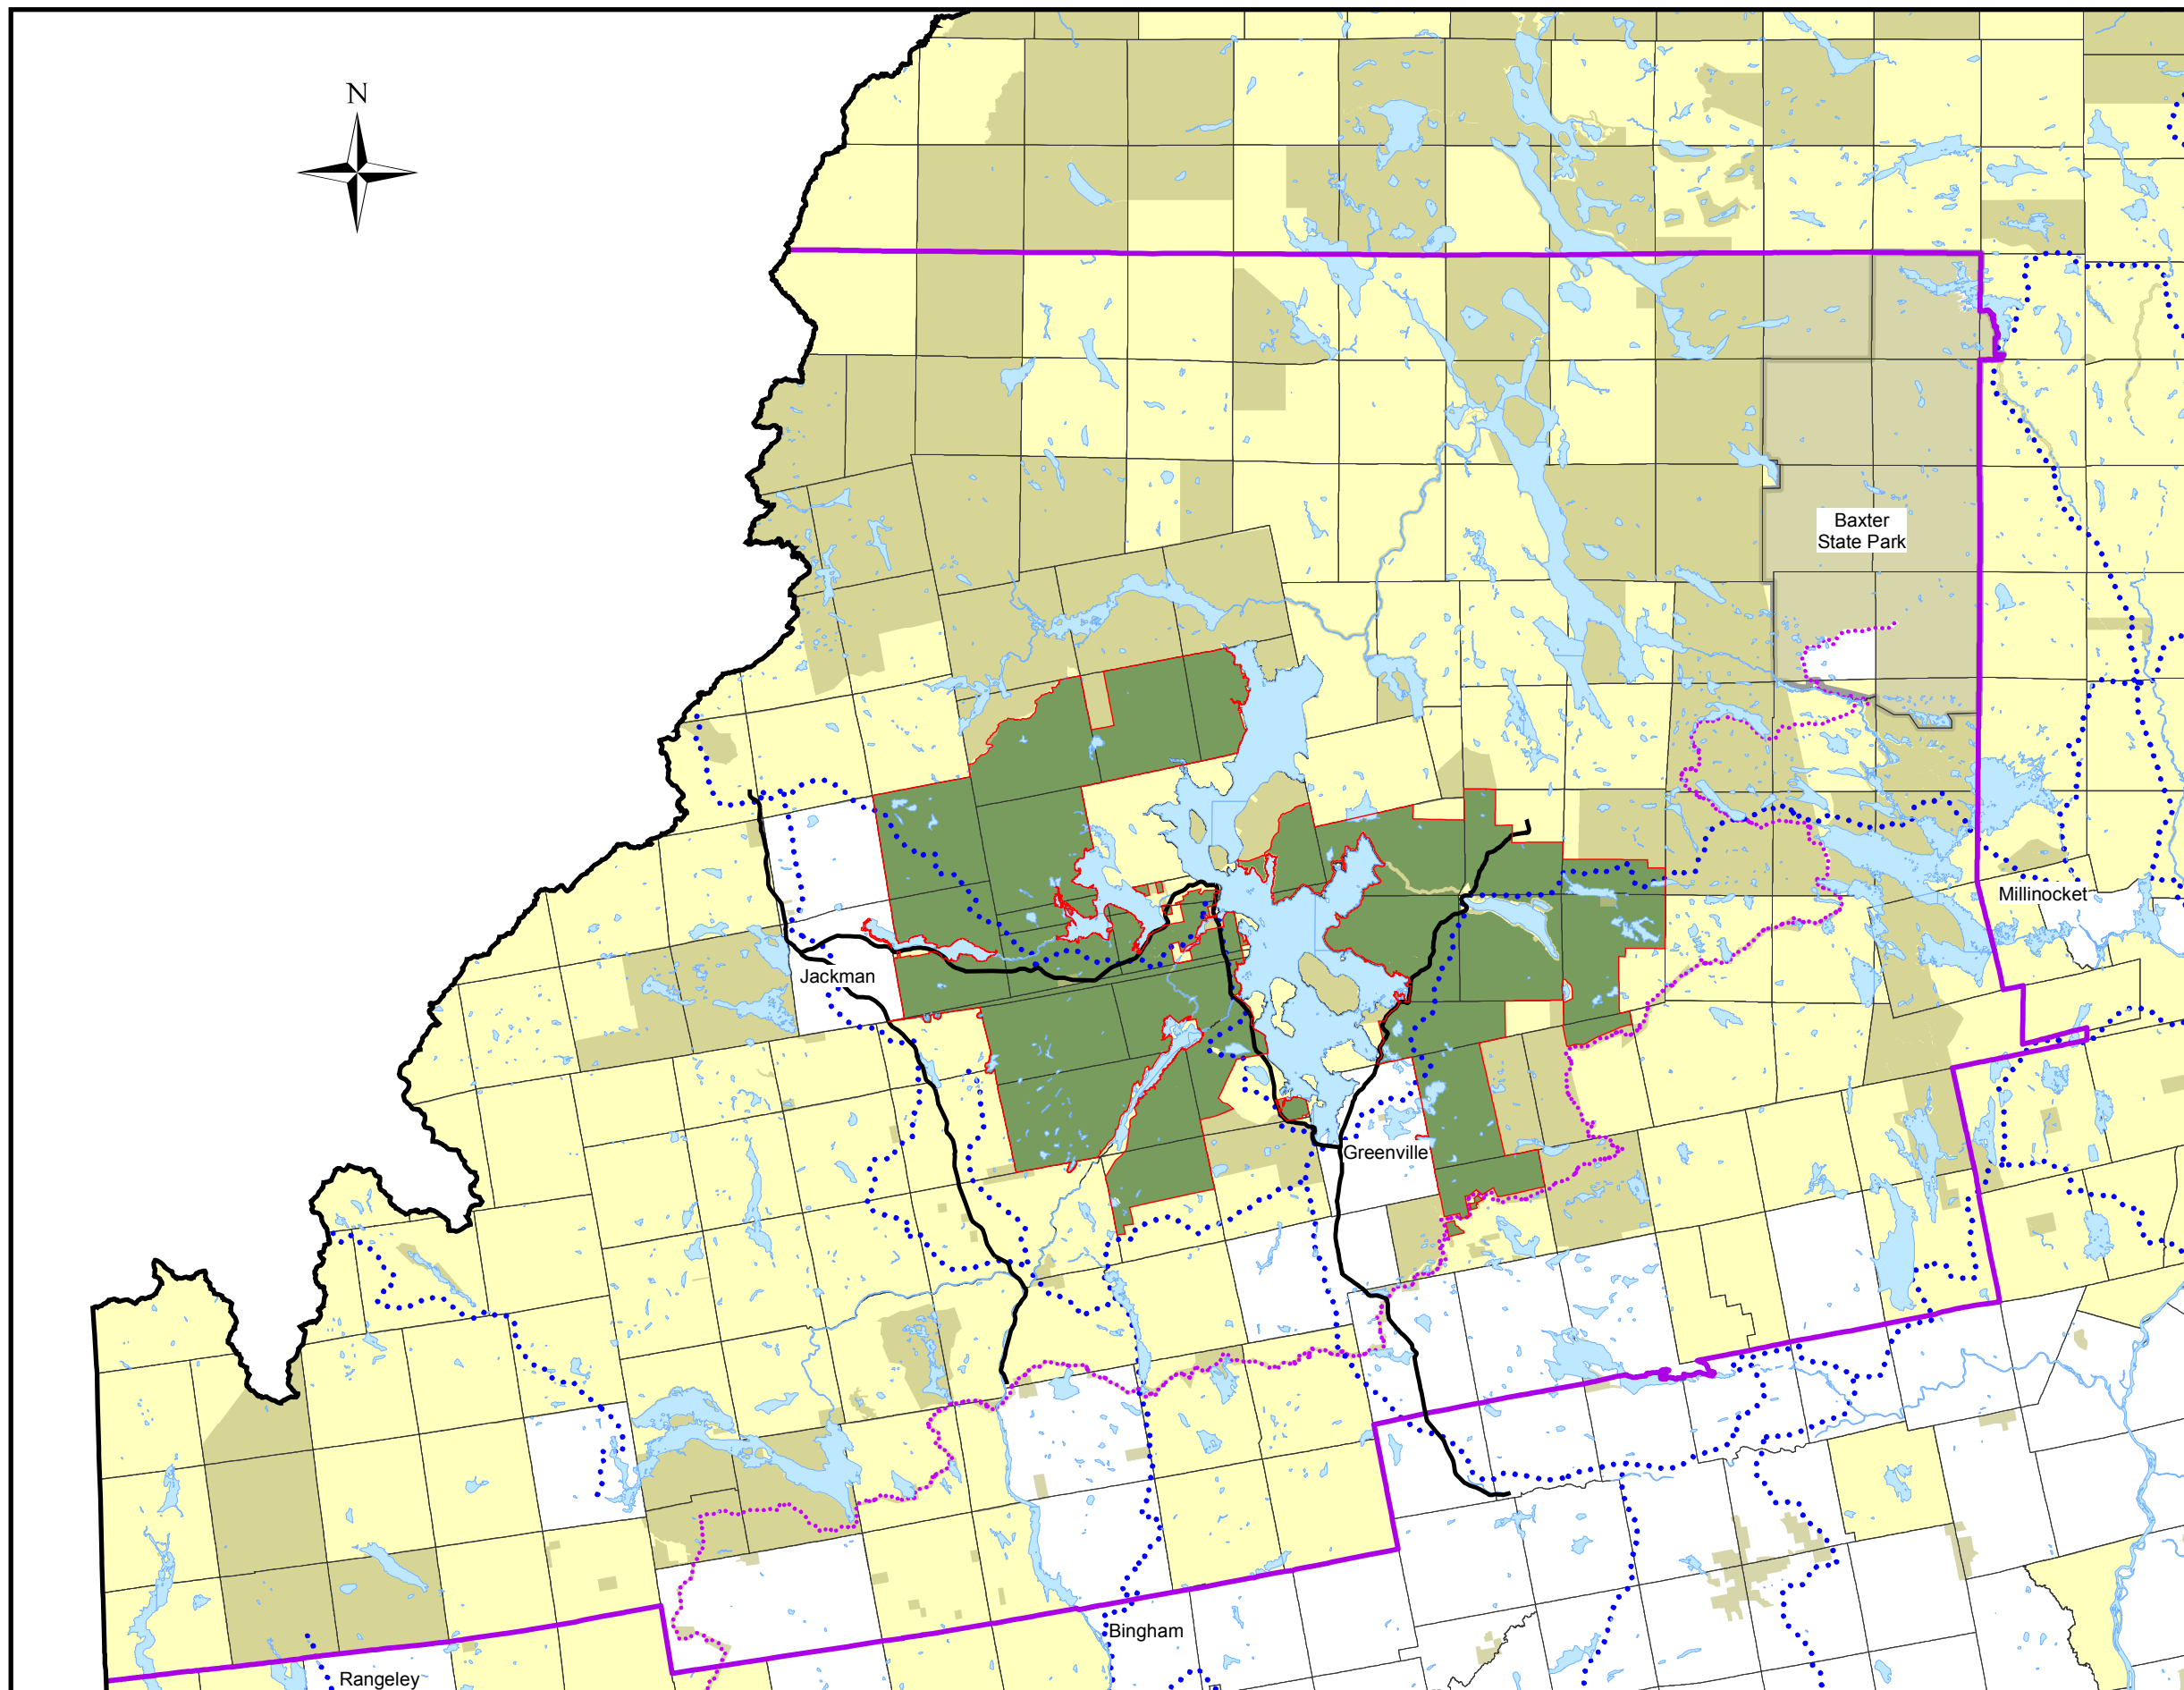 N
Baxter
State Park
Millinocket
Jackman
Greenville
Bingham
Rangeley